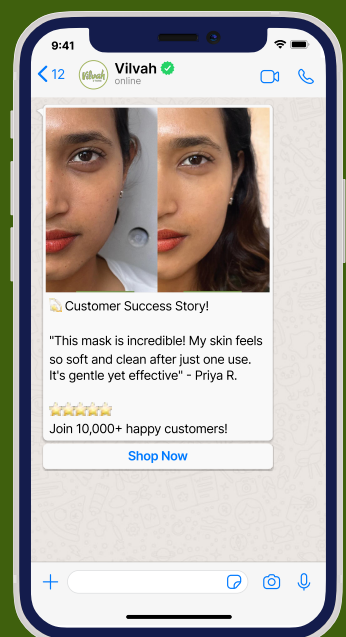 9:41
12
Vilvah
Vilvah
online
Customer Success Story!
"This mask is incredible! My skin feels
so soft and clean after just one use.
It's gentle yet effective" - Priya R.
Join 10,000+ happy customers!
Shop Now